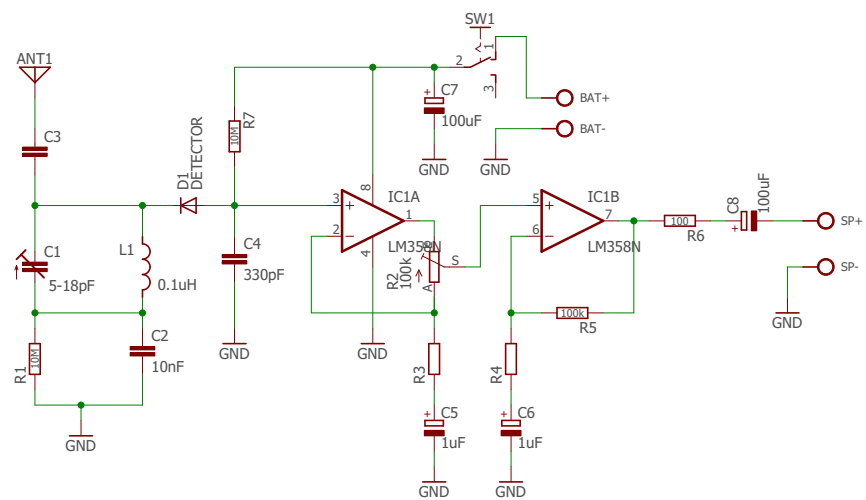 SW1
ANT1
2
1
3
C7
100uF
BAT+
BAT-
GND
GND
C3
D1
DETECTOR
10M
R7
8
IC1A
3
+
1
2
−
LM358N
4
IC1B
5
+
7
6
−
LM358N
100
R6
C8
100uF
+
SP+
SP-
GND
C1
5-18pF
L1
0.1uH
C4
330pF
GND
R2
100k
E
S
A
100k
R5
R1
10M
C2
10nF
GND
GND
R3
R4
+
C5
1uF
+
C6
1uF
GND
GND
+